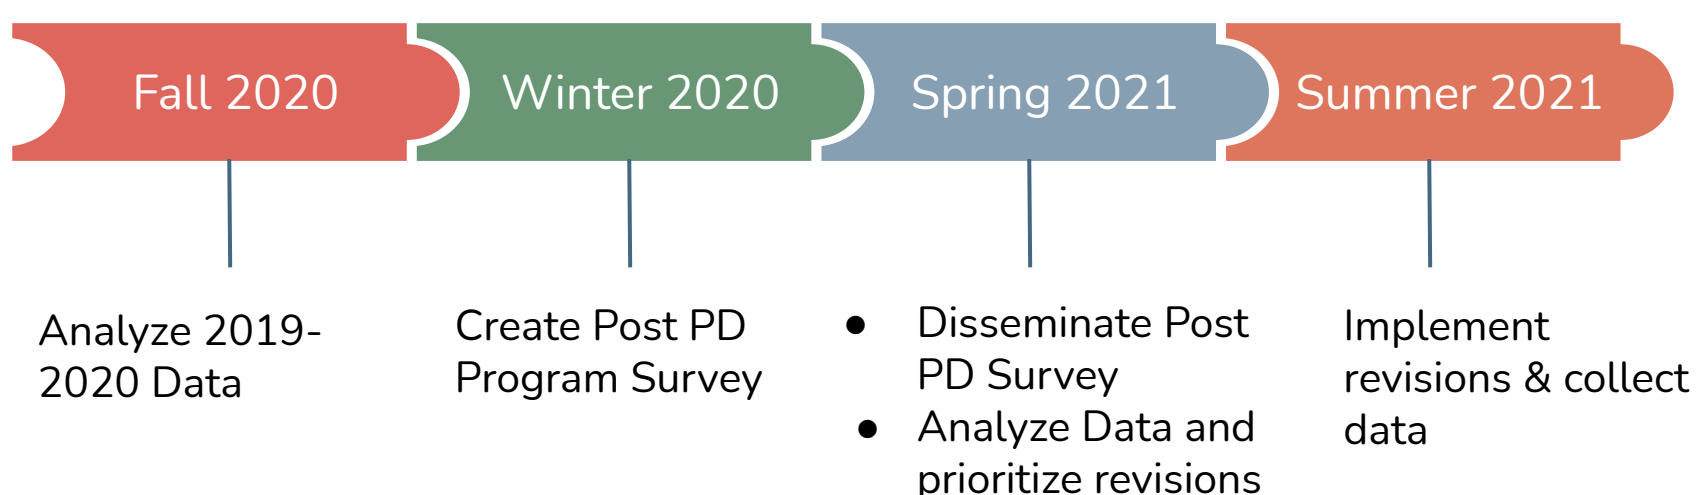 Fall 2020
Winter 2020
Spring 2021
Summer 2021
Analyze 2019-
2020 Data
Create Post PD
Program Survey
● Disseminate Post
PD Survey
● Analyze Data and
prioritize revisions
Implement
revisions & collect
data